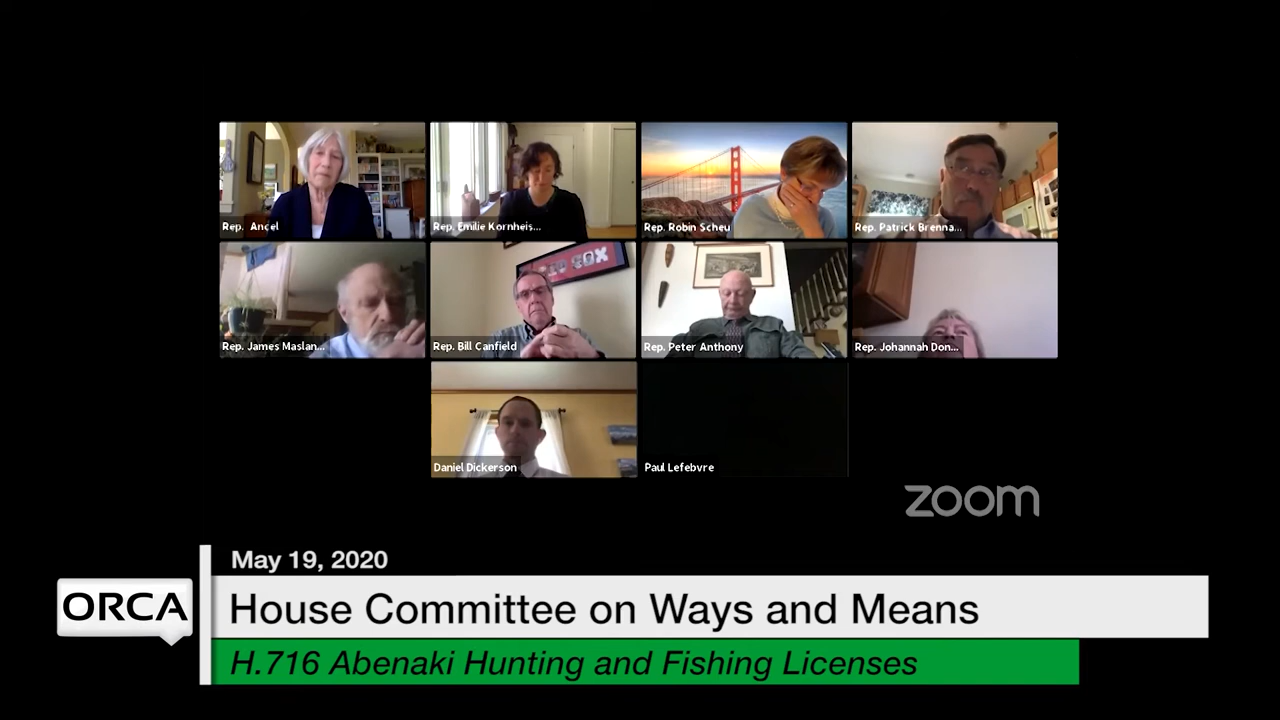 Rep. Ancel
Rep. Emilie Kornheis...
Rep. Robin Scheu
Rep. Patrick Brenna...
Rep. James Maslan...
SOX
Rep. Bill Canfield
Rep. Peter Anthony
Rep. Johannah Don...
Daniel Dickerson
Paul Lefebvre
zoom
May 19, 2020
ORCA
House Committee on Ways and Means
H.716 Abenaki Hunting and Fishing Licenses